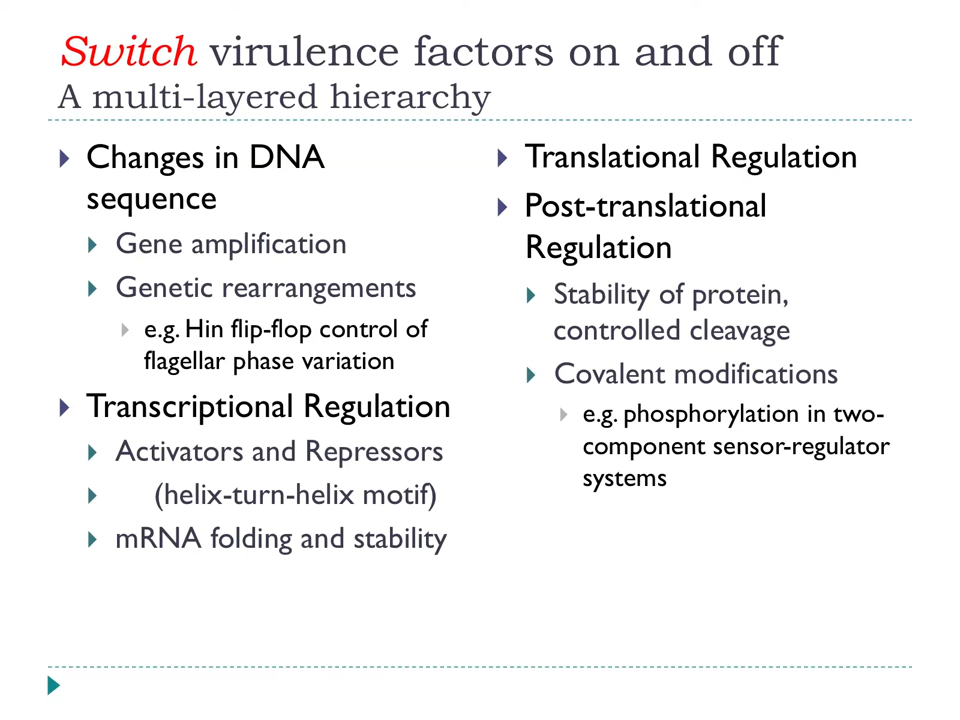 Switch virulence factors on and off
A multi-layered hierarchy
Changes in DNA
sequence
Gene amplification
Genetic rearrangements
e.g. Hin flip-flop control of
flagellar phase variation
Transcriptional Regulation
Activators and Repressors
(helix-turn-helix motif)
mRNA folding and stability
Translational Regulation
Post-translational
Regulation
Stability of protein,
controlled cleavage
Covalent modifications
e.g. phosphorylation in two-
component sensor-regulator
systems